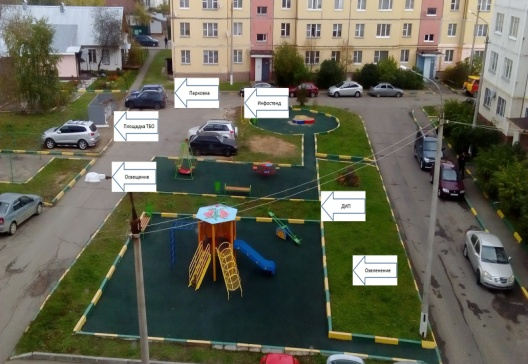 Парковка
Инфостенд
Площадка ТБО
Освещение
ДИП
Озеленение